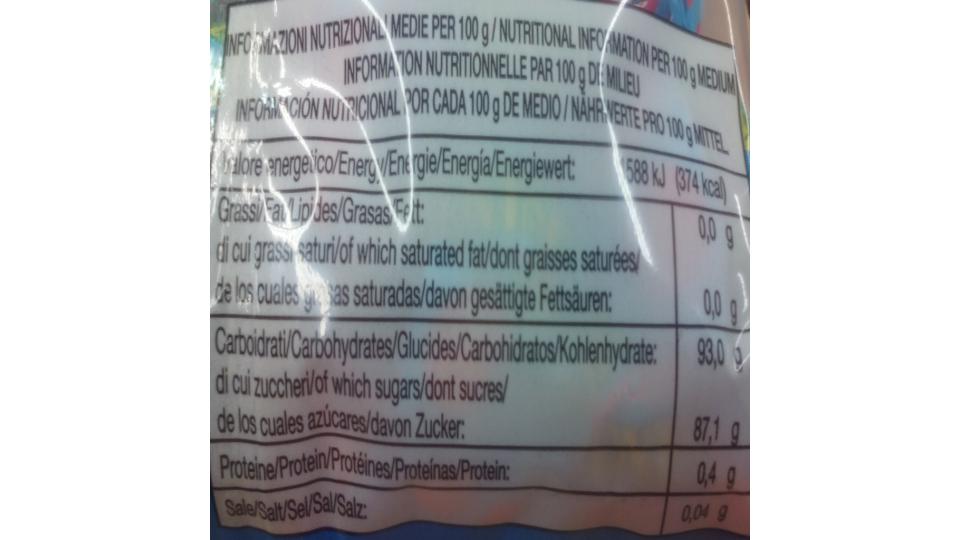 INFORMAZIONI NUTRIZIONALI MEDIE PER 100 g / NUTRITIONAL INFORMATION PER 100 g MEDIUM
INFORMATION NUTRITIONNELLE PAR 100 g DE MILIEU
INFORMACIÓN NUTRICIONAL POR CADA 100 g DE MEDIO / NÄHRWERTE PRO 100 g MITTEL
Valore energetico/Energy/Energie/Energía/Energiewert: 1588 kJ (374 kcal)
Grassi/Fat/Lipides/Grasas/Fett: 0,0 g
di cui grassi saturi/of which saturated fat/dont graisses saturées/
de los cuales grasas saturadas/davon gesättigte Fettsäuren: 0,0 g
Carboidrati/Carbohydrates/Glucides/Carbohidratos/Kohlenhydrate: 93,0 g
di cui zuccheri/of which sugars/dont sucres/
de los cuales azúcares/davon Zucker: 87,1 g
Proteine/Protein/Protéines/Proteínas/Protein: 0,4 g
Sale/Salt/Sel/Sal/Salz: 0,04 g